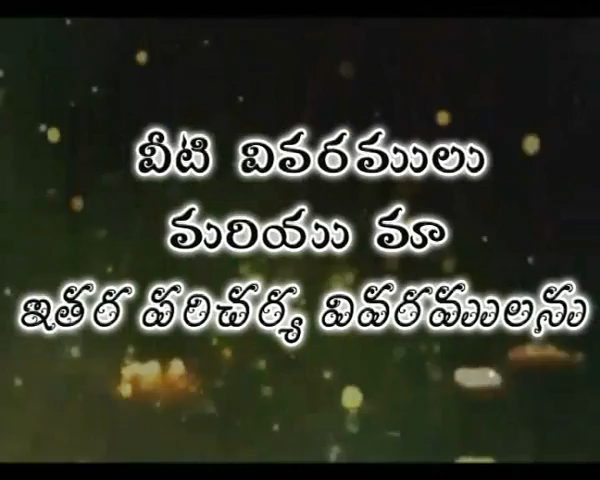 వీటి వివరములు
మరియు మా
ఇతర పరిచర్య వివరములను